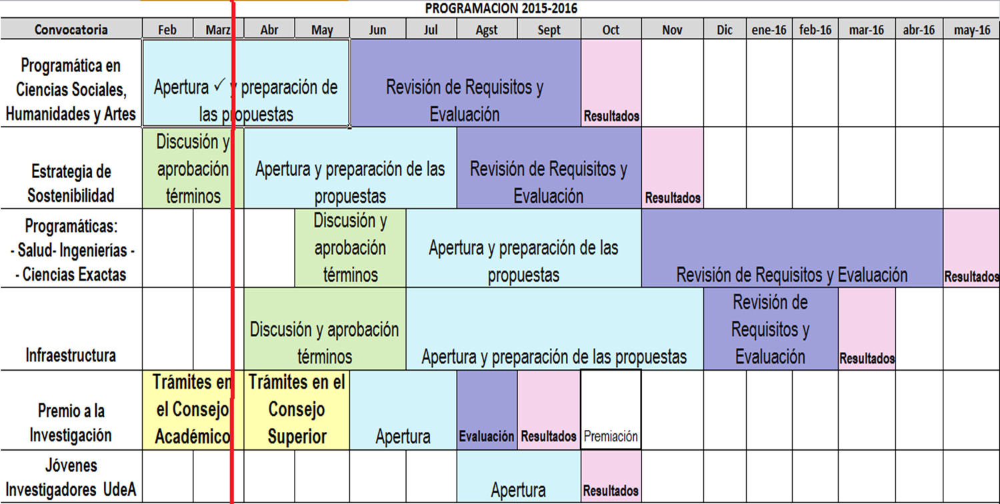 PROGRAMACION 2015-2016
Convocatoria Feb Marz Abr May Jun Jul Agst Sept Oct Nov Dic ene-16 feb-16 mar-16 abr-16 may-16
Programática en
Ciencias Sociales,
Humanidades y Artes
Apertura ✓ y preparación de
las propuestas
Revisión de Requisitos y
Evaluación
Resultados
Estrategia de
Sostenibilidad
Discusión y
aprobación
términos
Apertura y preparación de las
propuestas
Revisión de Requisitos y
Evaluación
Resultados
Programáticas:
- Salud- Ingenierías -
- Ciencias Exactas
Discusión y
aprobación
términos
Apertura y preparación de las
propuestas
Revisión de Requisitos y Evaluación
Resultados
Infraestructura
Discusión y aprobación
términos
Apertura y preparación de las propuestas
Revisión de
Requisitos y
Evaluación
Resultados
Premio a la
Investigación
Trámites en
el Consejo
Académico
Trámites en el
Consejo
Superior
Apertura
Evaluación
Resultados
Premiación
Jóvenes
Investigadores UdeA
Apertura
Resultados